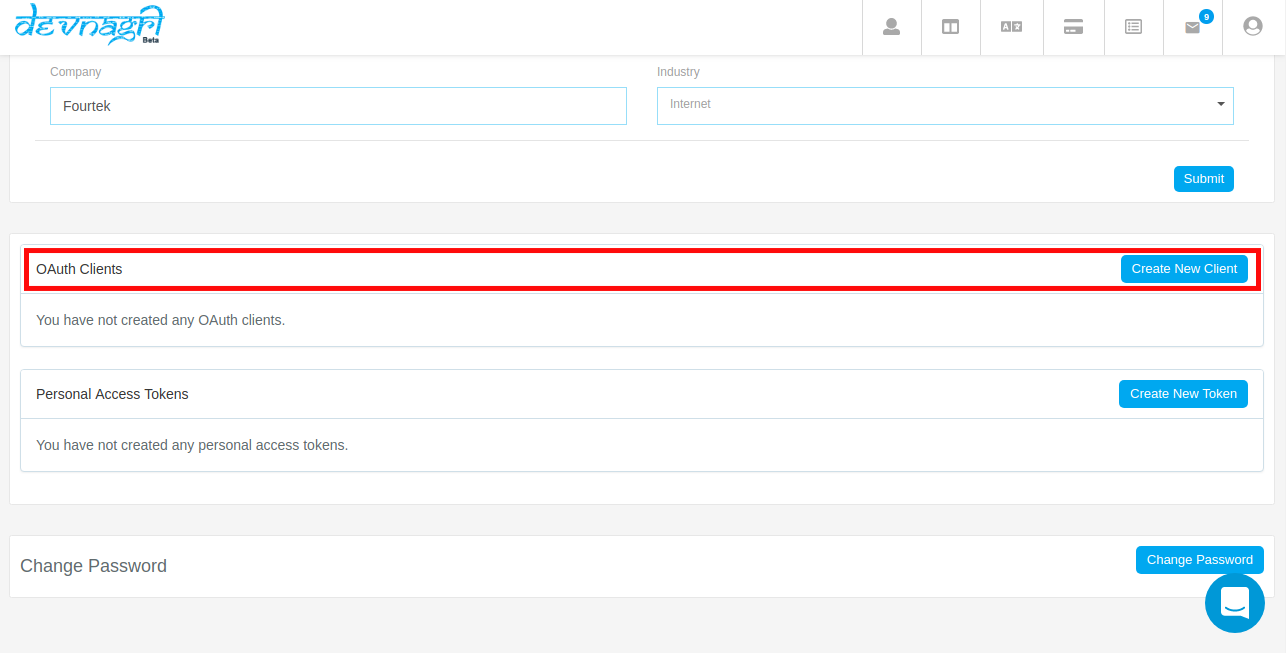 devnagri
Beta
9
Company
Industry
Fourtek
Internet
Submit
OAuth Clients
Create New Client
You have not created any OAuth clients.
Personal Access Tokens
Create New Token
You have not created any personal access tokens.
Change Password
Change Password